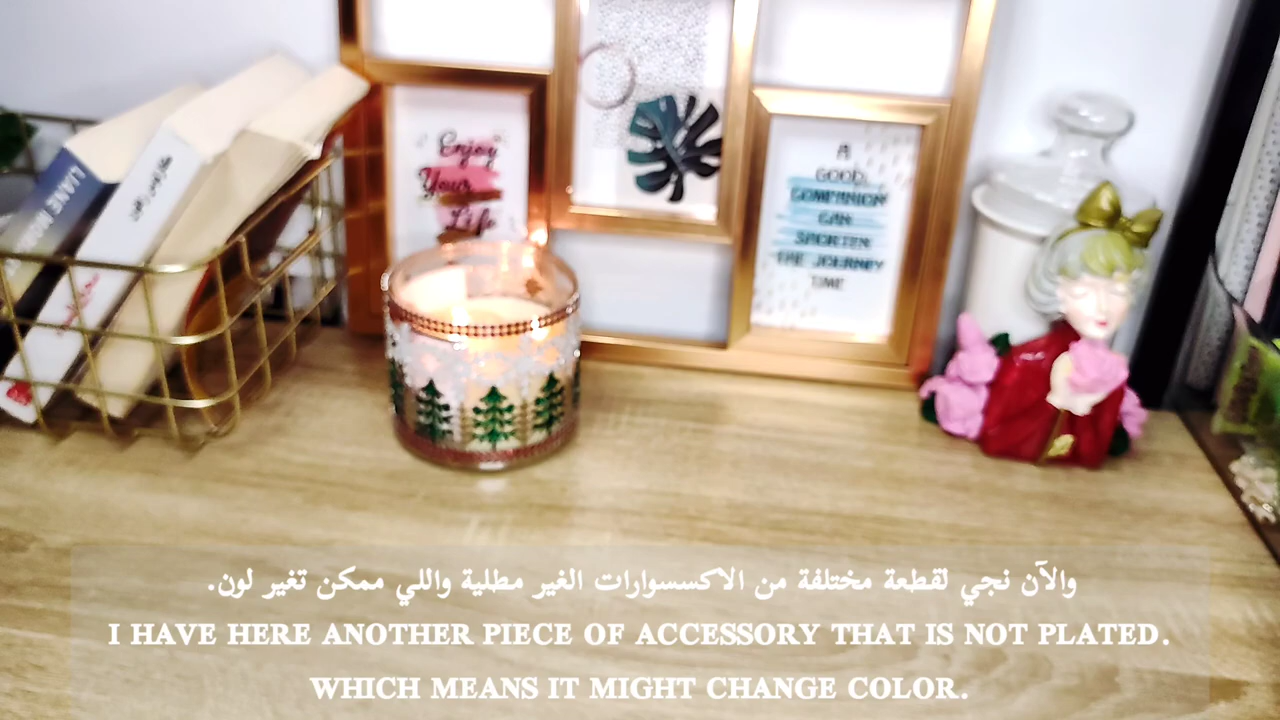 Enjoy
Your
Life
A
GOOD
COMPANION
CAN
SHORTEN
THE JOURNEY
TIME
LIANE
والآن نجي لقطعة مختلفة من الاكسسوارات الغير مطلية واللي ممكن تغير لون.
I HAVE HERE ANOTHER PIECE OF ACCESSORY THAT IS NOT PLATED.
WHICH MEANS IT MIGHT CHANGE COLOR.